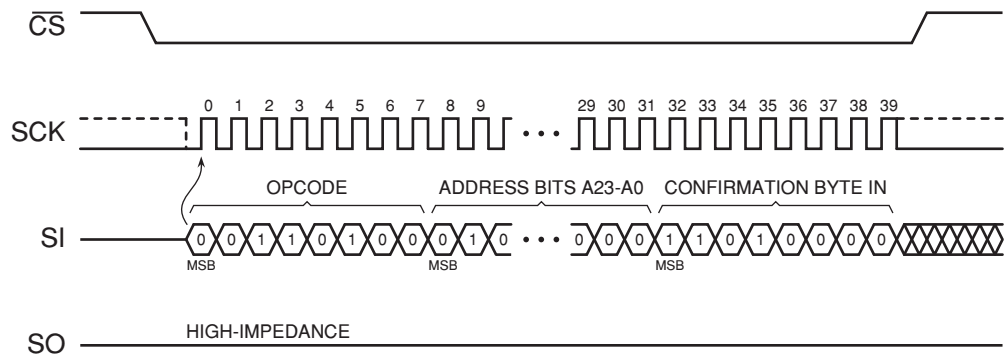 CS
0 1 2 3 4 5 6 7 8 9 29 30 31 32 33 34 35 36 37 38 39
SCK
OPCODE ADDRESS BITS A23-A0 CONFIRMATION BYTE IN
SI 0 0 1 1 0 1 0 0 0 1 0 0 0 0 1 1 0 1 0 0 0 0
MSB MSB MSB
HIGH-IMPEDANCE
SO